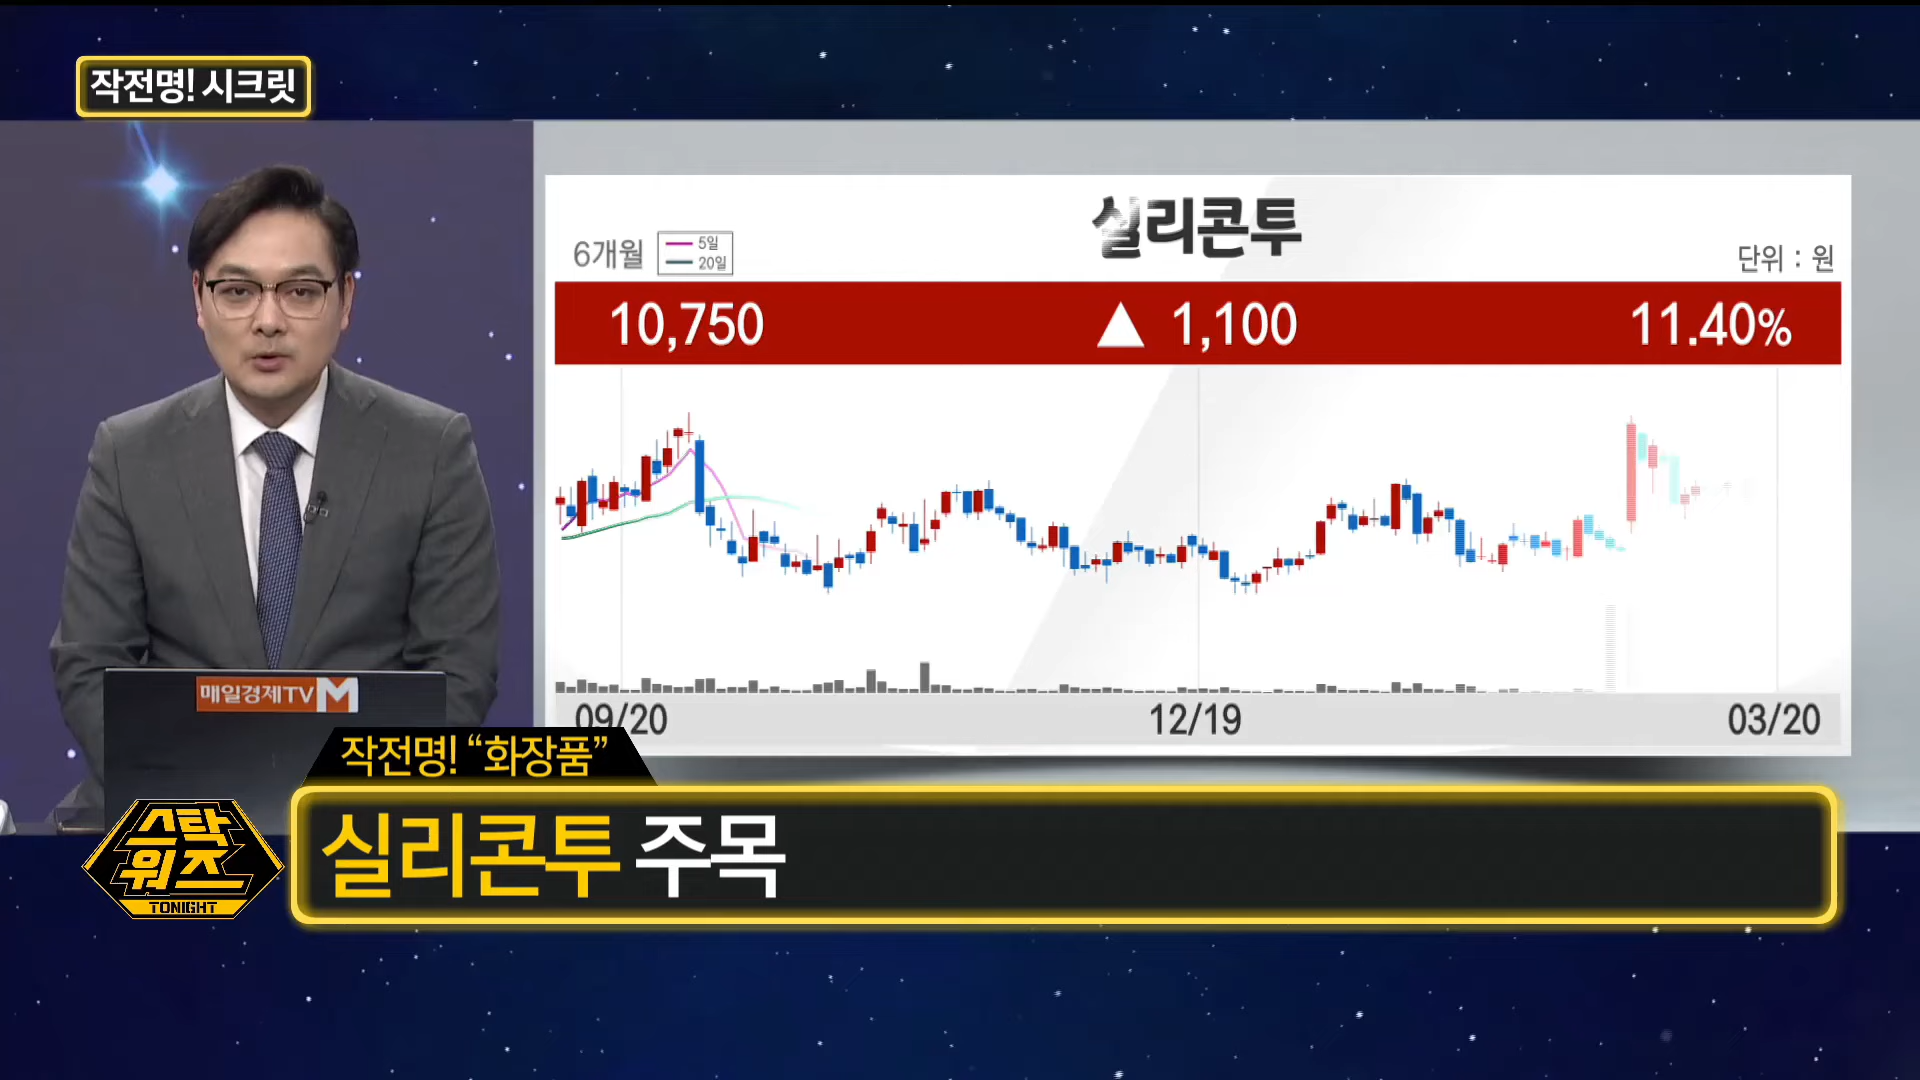 작전명! 시크릿
실리콘투
6개월
5일
20일
단위 : 원
10,750 ▲ 1,100 11.40%
09/20 12/19 03/20
매일경제TV M
작전명! “화장품”
스탁
워즈
TONIGHT
실리콘투 주목